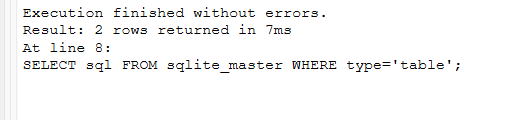 Execution finished without errors.
Result: 2 rows returned in 7ms
At line 8:
SELECT sql FROM sqlite_master WHERE type='table';